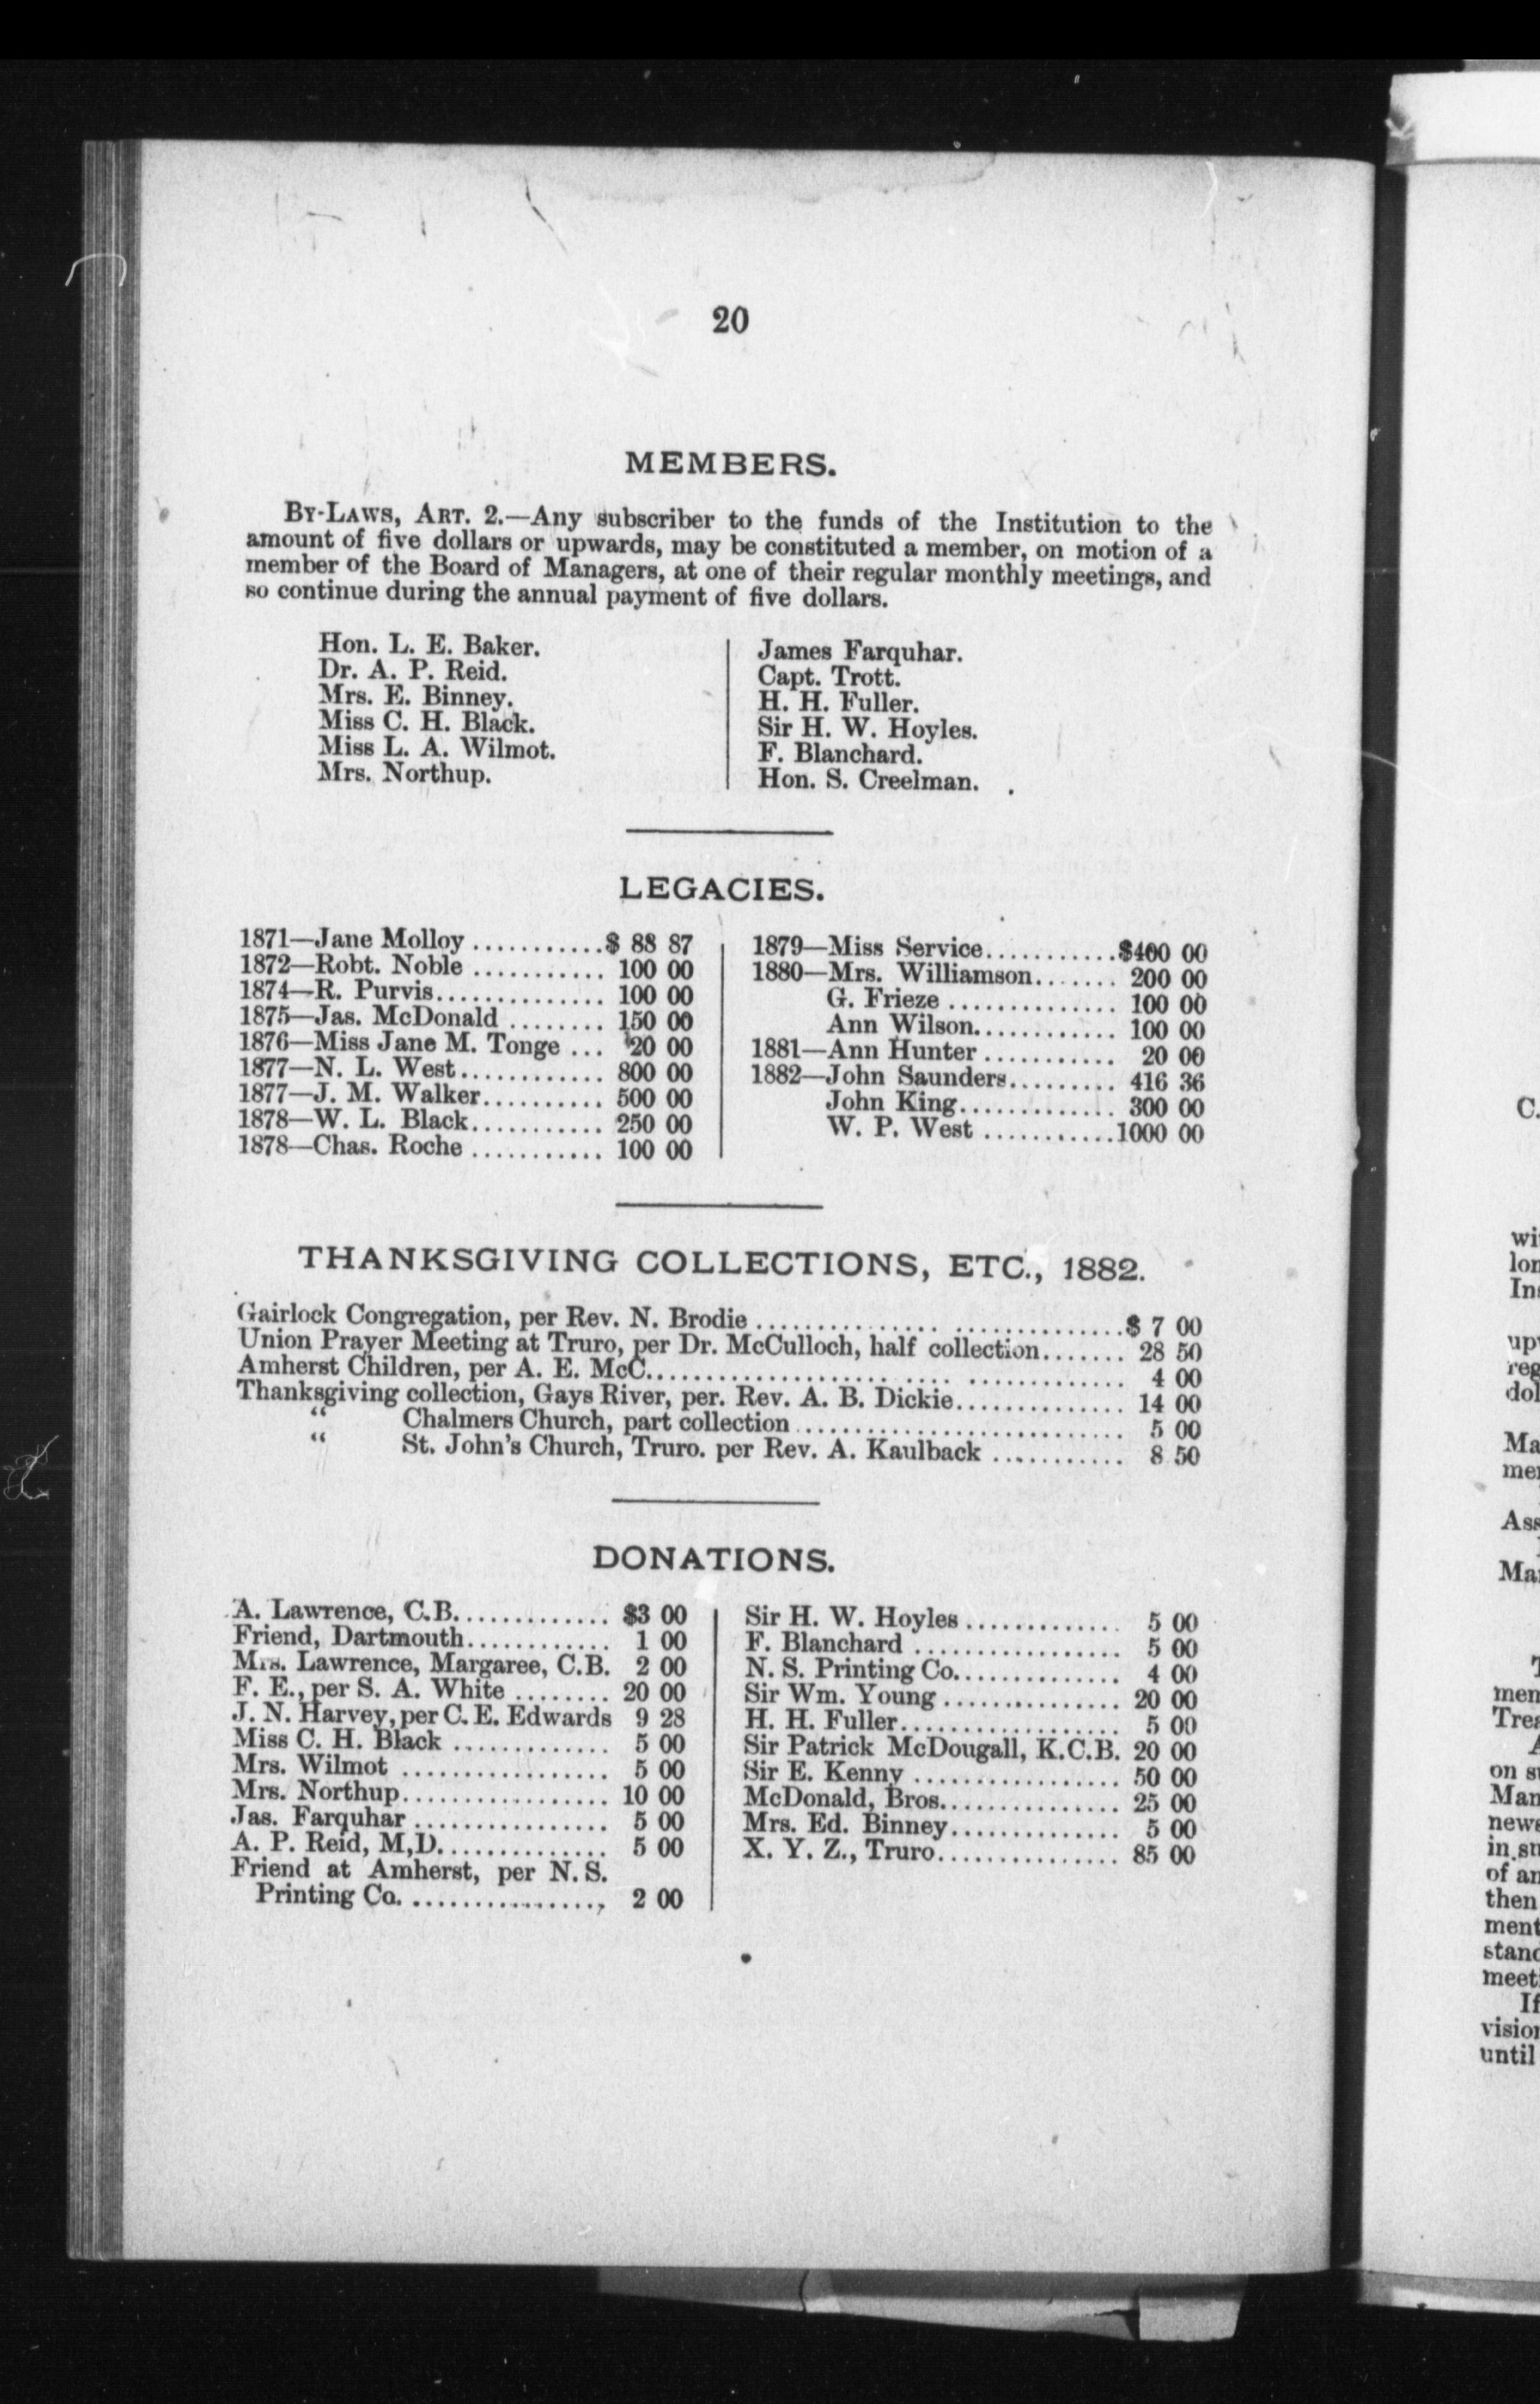 20
MEMBERS.
BY-LAWS, ART. 2.—Any subscriber to the funds of the Institution to the
amount of five dollars or upwards, may be constituted a member, on motion of a
member of the Board of Managers, at one of their regular monthly meetings, and
so continue during the annual payment of five dollars.
Hon. L. E. Baker.
Dr. A. P. Reid.
Mrs. E. Binney.
Miss C. H. Black.
Miss L. A. Wilmot.
Mrs. Northup.
James Farquhar.
Capt. Trott.
H. H. Fuller.
Sir H. W. Hoyles.
F. Blanchard.
Hon. S. Creelman.
LEGACIES.
1871—Jane Molloy ...........$ 88 87
1872—Robt. Noble ........... 100 00
1874—R. Purvis.............. 100 00
1875—Jas. McDonald ........ 150 00
1876—Miss Jane M. Tonge ... 20 00
1877—N. L. West............ 800 00
1877—J. M. Walker.......... 500 00
1878—W. L. Black........... 250 00
1878—Chas. Roche ........... 100 00
1879—Miss Service...........$400 00
1880—Mrs. Williamson....... 200 00
G. Frieze .............. 100 00
Ann Wilson............ 100 00
1881—Ann Hunter ........... 20 00
1882—John Saunders......... 416 36
John King............. 300 00
W. P. West ...........1000 00
THANKSGIVING COLLECTIONS, ETC., 1882.
Gairlock Congregation, per Rev. N. Brodie .............................$ 7 00
Union Prayer Meeting at Truro, per Dr. McCulloch, half collection....... 28 50
Amherst Children, per A. E. McC..................................... 4 00
Thanksgiving collection, Gays River, per. Rev. A. B. Dickie.............. 14 00
“ Chalmers Church, part collection ........................... 5 00
“ St. John's Church, Truro. per Rev. A. Kaulback ........... 8 50
DONATIONS.
A. Lawrence, C.B............. $3 00
Friend, Dartmouth............ 1 00
Mrs. Lawrence, Margaree, C.B. 2 00
F. E., per S. A. White ........ 20 00
J. N. Harvey, per C. E. Edwards 9 28
Miss C. H. Black ............. 5 00
Mrs. Wilmot ................. 5 00
Mrs. Northup................. 10 00
Jas. Farquhar ................ 5 00
A. P. Reid, M,D.............. 5 00
Friend at Amherst, per N. S.
Printing Co. ................, 2 00
Sir H. W. Hoyles ............. 5 00
F. Blanchard ................. 5 00
N. S. Printing Co............. 4 00
Sir Wm. Young ............... 20 00
H. H. Fuller.................. 5 00
Sir Patrick McDougall, K.C.B. 20 00
Sir E. Kenny ................. 50 00
McDonald, Bros............... 25 00
Mrs. Ed. Binney.............. 5 00
X. Y. Z., Truro............... 85 00